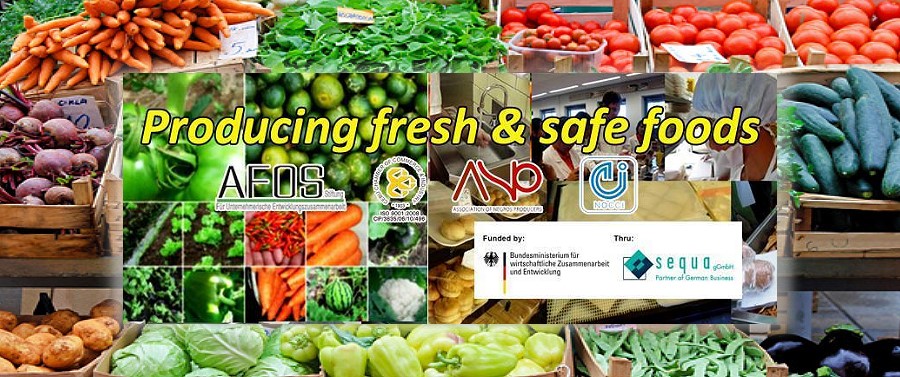 Producing fresh & safe foods
AFOS
Stiftung
Für Unternehmerische Entwicklungszusammenarbeit
ISO 9001:2008
ANP
ASSOCIATION OF NEGROS PRODUCERS
NOCCI
Funded by:
Thru:
Bundesministerium für
wirtschaftliche Zusammenarbeit
und Entwicklung
sequa gGmbH
Partner of German Business